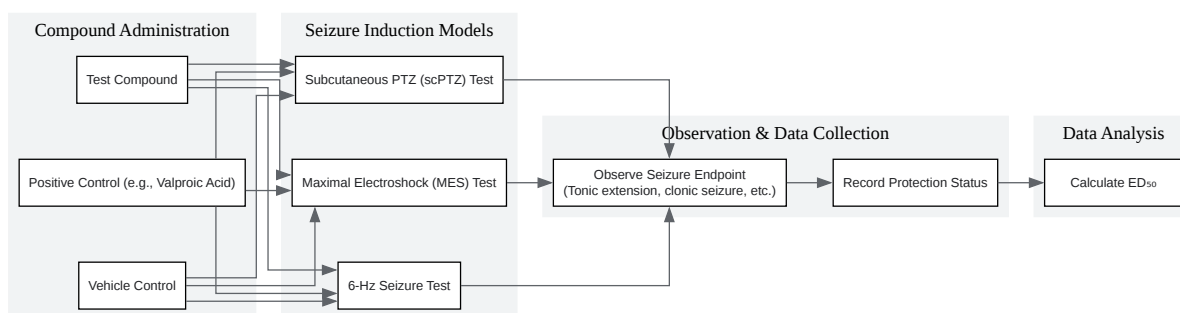 Compound Administration
Test Compound
Positive Control (e.g., Valproic Acid)
Vehicle Control
Seizure Induction Models
Subcutaneous PTZ (scPTZ) Test
Maximal Electroshock (MES) Test
6-Hz Seizure Test
Observation & Data Collection
Observe Seizure Endpoint
(Tonic extension, clonic seizure, etc.)
Record Protection Status
Data Analysis
Calculate ED₅₀